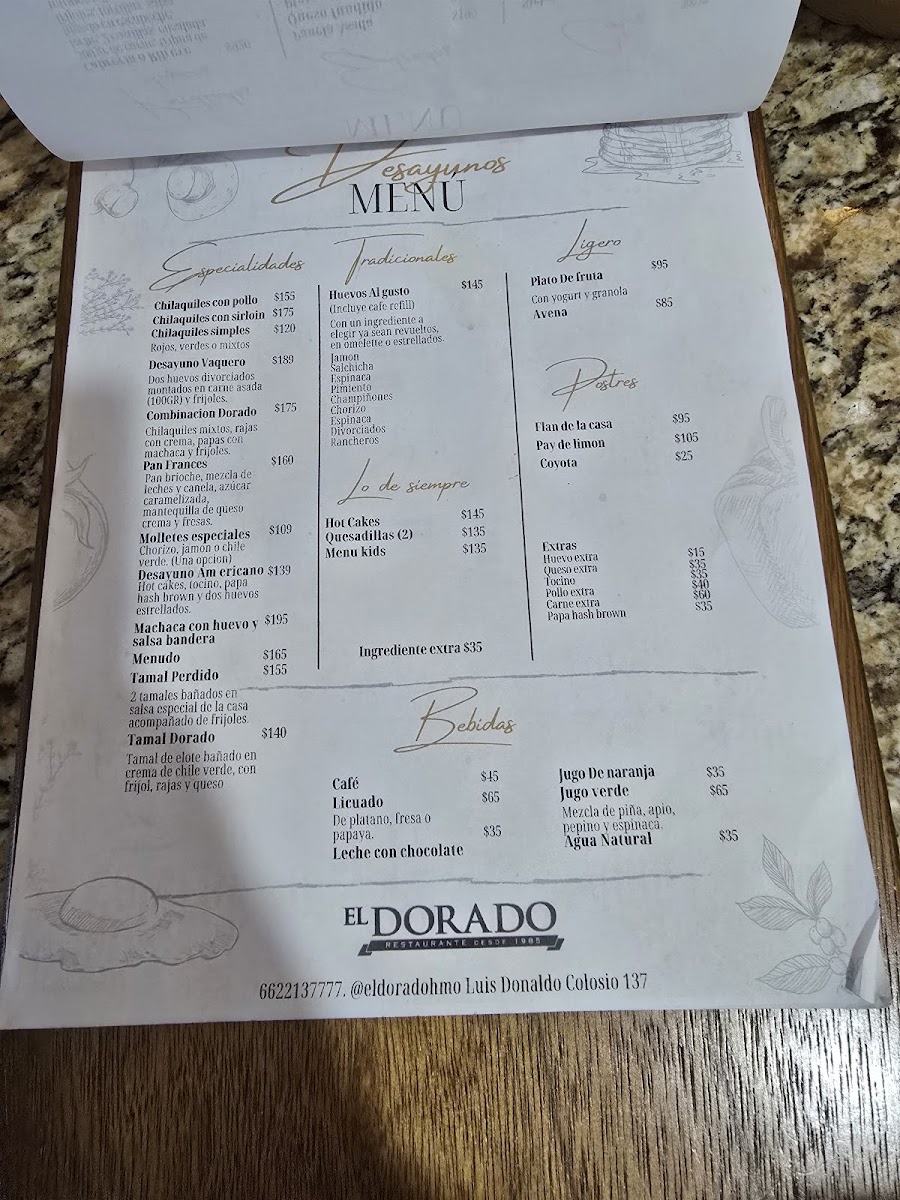 Desayunos
MENÚ
Especialidades
Chilaquiles con pollo $155
Chilaquiles con sirloin $175
Chilaquiles simples $120
Rojos, verdes o mixtos
Desayuno Vaquero $189
Dos huevos divorciados
montados en carne asada
(100GR) y frijoles.
Combinacion Dorado $175
Chilaquiles mixtos, rajas
con crema, papas con
machaca y frijoles.
Pan Frances $160
Pan brioche, mezcla de
leches y canela, azúcar
caramelizada,
mantequilla de queso
crema y fresas.
Molletes especiales $109
Chorizo, jamon o chile
verde. (Una opcion)
Desayuno Am ericano $139
Hot cakes, tocino, papa
hash brown y dos huevos
estrellados.
Machaca con huevo y $195
salsa bandera
Menudo $165
Tamal Perdido $155
2 tamales bañados en
salsa especial de la casa
acompañado de frijoles.
Tamal Dorado $140
Tamal de elote bañado en
crema de chile verde, con
frijol, rajas y queso
Tradicionales
Huevos Al gusto $145
(Incluye cafe refill)
Con un ingrediente a
elegir ya sean revueltos,
en omelette o estrellados.
Jamon
Salchicha
Espinaca
Pimiento
Champiñones
Chorizo
Espinaca
Divorciados
Rancheros
Lo de siempre
Hot Cakes $145
Quesadillas (2) $135
Menu kids $135
Ingrediente extra $35
Ligero
Plato De fruta $95
Con yogurt y granola
Avena $85
Postres
Flan de la casa $95
Pay de limon $105
Coyota $25
Extras
Huevo extra $15
Queso extra $35
Tocino $35
Pollo extra $40
Carne extra $60
Papa hash brown $35
Bebidas
Café $45
Licuado $65
De platano, fresa o
papaya.
Leche con chocolate $35
Jugo De naranja $35
Jugo verde $65
Mezcla de piña, apio,
pepino y espinaca.
Agua Natural $35
EL DORADO
RESTAURANTE DESDE 1985
6622137777. @eldoradohmo Luis Donaldo Colosio 137